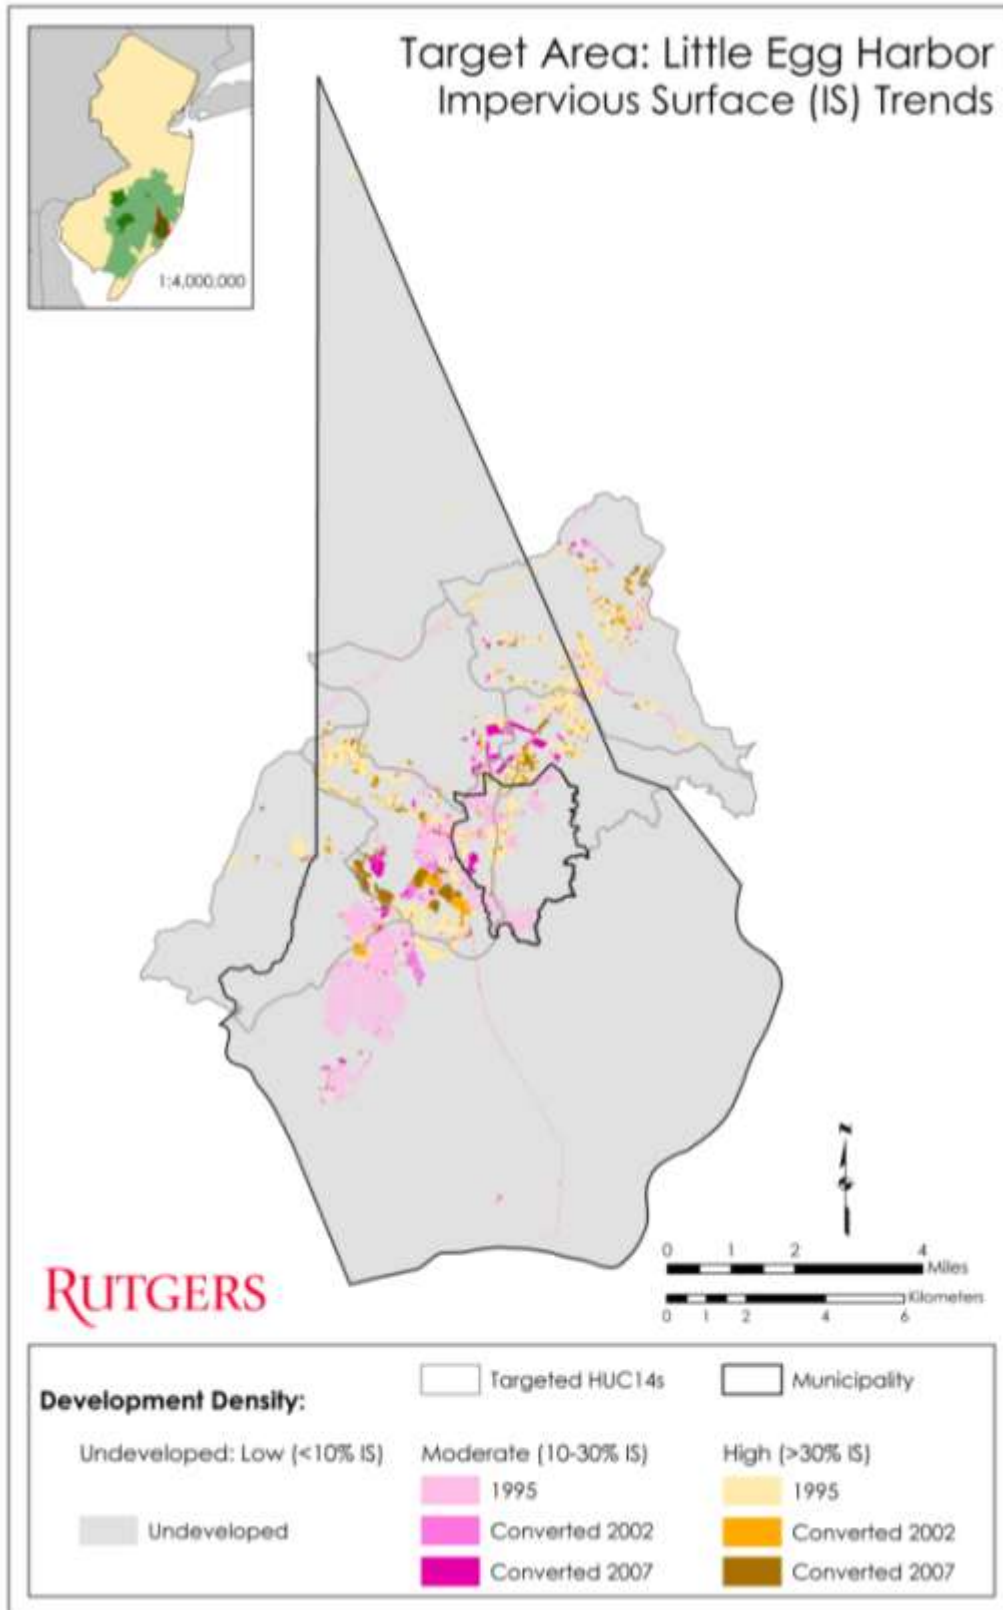 Target Area: Little Egg Harbor
Impervious Surface (IS) Trends
1:4,000,000
N
0 1 2 4
Miles
Kilometers
0 1 2 4 6
RUTGERS
Targeted HUC14s
Municipality
Development Density:
Undeveloped: Low (<10% IS)
Moderate (10-30% IS)
High (>30% IS)
1995
1995
Undeveloped
Converted 2002
Converted 2002
Converted 2007
Converted 2007